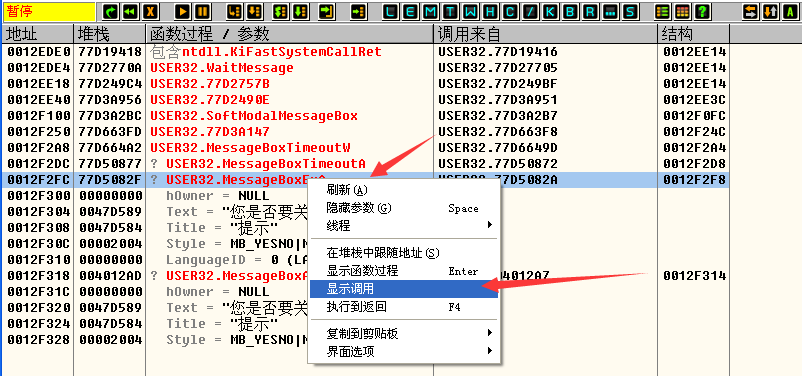 暂停 L E M T W H C / K B R ... S
地址 堆栈 函数过程 / 参数 调用来自 结构
0012EDE0 77D19418 包含ntdll.KiFastSystemCallRet USER32.77D19416 0012EE14
0012EDE4 77D2770A USER32.WaitMessage USER32.77D27705 0012EE14
0012EE18 77D249C4 USER32.77D2757B USER32.77D249BF 0012EE14
0012EE40 77D3A956 USER32.77D2490E USER32.77D3A951 0012EE3C
0012F100 77D3A2BC USER32.SoftModalMessageBox USER32.77D3A2B7 0012F0FC
0012F250 77D663FD USER32.77D3A147 USER32.77D663F8 0012F24C
0012F2A8 77D664A2 USER32.MessageBoxTimeoutW USER32.77D6649D 0012F2A4
0012F2DC 77D50877 ? USER32.MessageBoxTimeoutA USER32.77D50872 0012F2D8
0012F2FC 77D5082F ? USER32.MessageBoxExA USER32.77D5082A 0012F2F8
0012F300 00000000 hOwner = NULL
0012F304 0047D589 Text = "您是否要关
0012F308 0047D584 Title = "提示"
0012F30C 00002004 Style = MB_YESNO|M
0012F310 00000000 LanguageID = 0 (LA
0012F318 004012AD ? USER32.MessageBoxA 004012A7 0012F314
0012F31C 00000000 hOwner = NULL
0012F320 0047D589 Text = "您是否要关
0012F324 0047D584 Title = "提示"
0012F328 00002004 Style = MB_YESNO|M
刷新(A)
隐藏参数(G) Space
线程
在堆栈中跟随地址(S)
显示函数过程 Enter
显示调用
执行到返回 F4
复制到剪贴板
界面选项